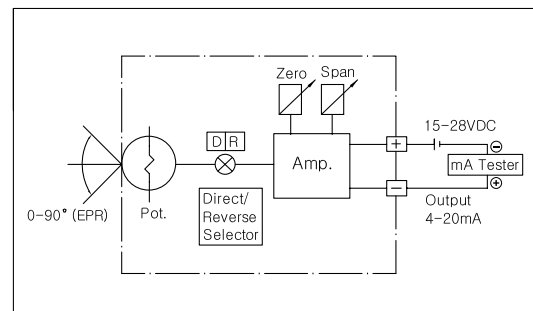 Zero Span
15-28VDC
D R
+
⊖
mA Tester
⊕
Amp.
−
0-90° (EPR)
Pot.
Direct/
Reverse
Selector
Output
4-20mA